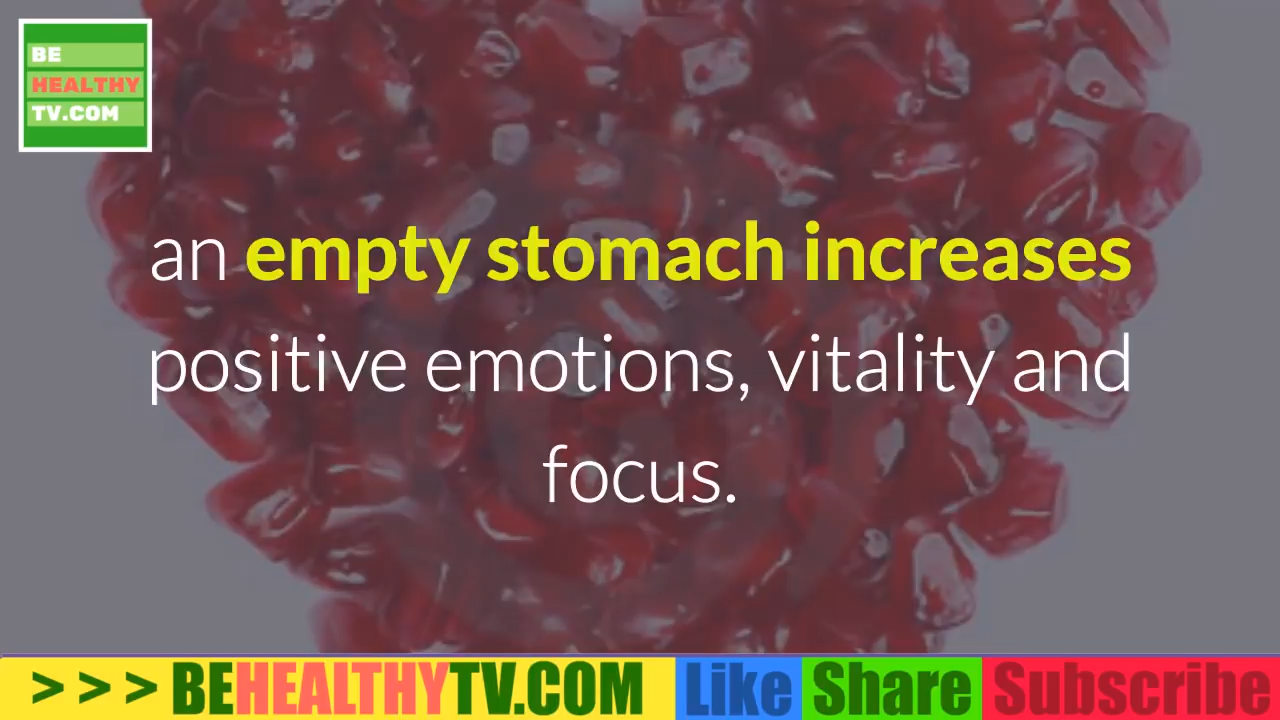 BE
HEALTHY
TV.COM
an empty stomach increases
positive emotions, vitality and
focus.
> > > BEHEALTHYTV.COM Like Share Subscribe